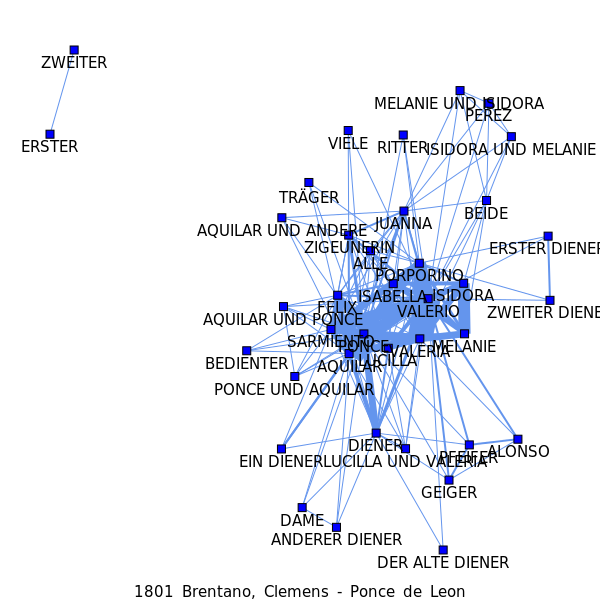 ZWEITER
ERSTER
MELANIE UND ISIDORA
PEREZ
VIELE
RITTER
ISIDORA UND MELANIE
TRÄGER
BEIDE
JUANNA
AQUILAR UND ANDERE
ZIGEUNERIN
ERSTER DIENER
ALLE
PORPORINO
ISABELLA
ISIDORA
FELIX
VALERIO
ZWEITER DIENE
AQUILAR UND PONCE
SARMIENTO
PONCE
MELANIE
VALERIA
LUCILLA
BEDIENTER
AQUILAR
PONCE UND AQUILAR
DIENER
ALONSO
PFEIFER
EIN DIENER
LUCILLA UND VALERIA
GEIGER
DAME
ANDERER DIENER
DER ALTE DIENER
1801 Brentano, Clemens - Ponce de Leon